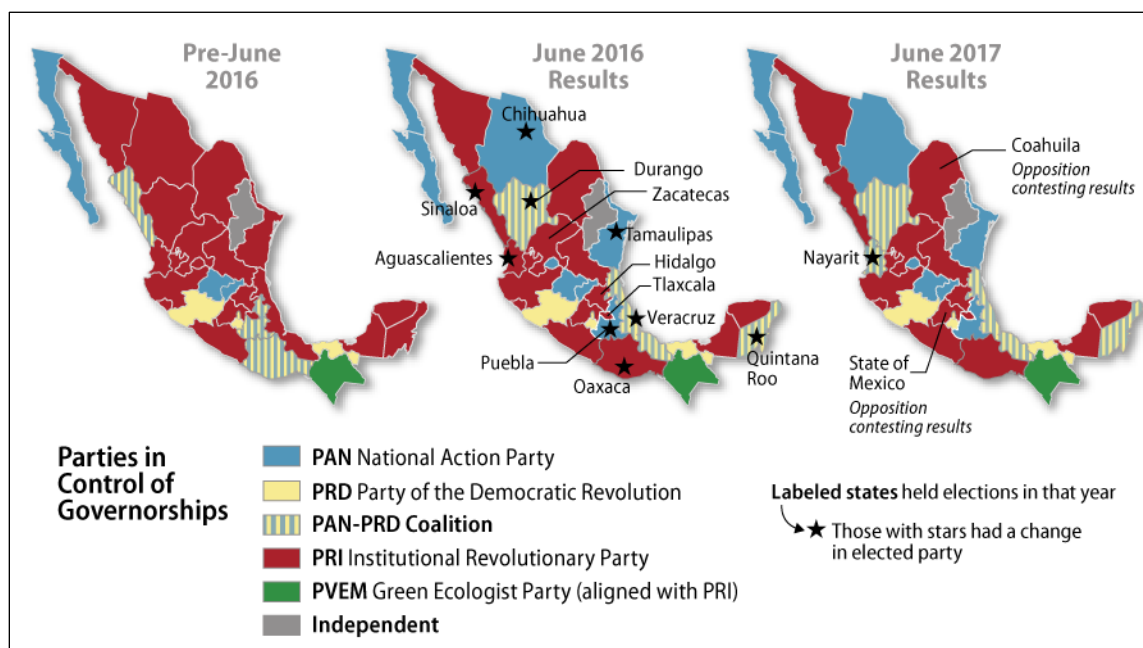 Pre-June
2016
June 2016
Results
June 2017
Results
Chihuahua
Durango
Zacatecas
Sinaloa
Tamaulipas
Aguascalientes
Hidalgo
Tlaxcala
Veracruz
Puebla
Quintana
Roo
Oaxaca
Coahuila
Opposition
contesting results
Nayarit
State of
Mexico
Opposition
contesting results
Parties in
Control of
Governorships
PAN National Action Party
PRD Party of the Democratic Revolution
PAN-PRD Coalition
PRI Institutional Revolutionary Party
PVEM Green Ecologist Party (aligned with PRI)
Independent
Labeled states held elections in that year
Those with stars had a change
in elected party